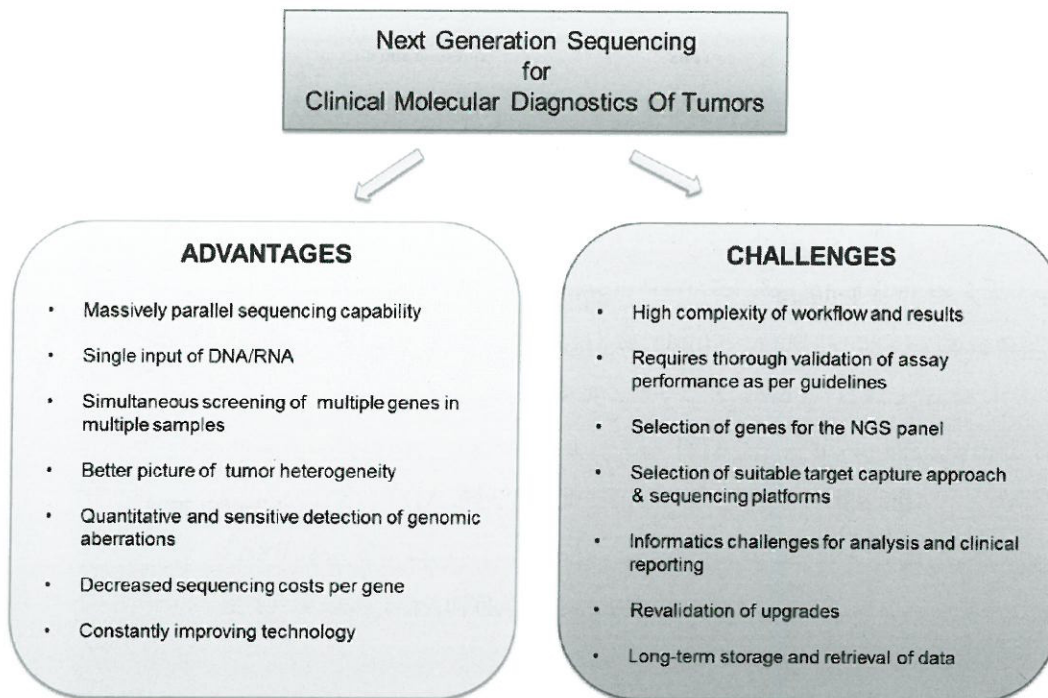 Next Generation Sequencing
for
Clinical Molecular Diagnostics Of Tumors
ADVANTAGES
• Massively parallel sequencing capability
• Single input of DNA/RNA
• Simultaneous screening of multiple genes in
multiple samples
• Better picture of tumor heterogeneity
• Quantitative and sensitive detection of genomic
aberrations
• Decreased sequencing costs per gene
• Constantly improving technology
CHALLENGES
• High complexity of workflow and results
• Requires thorough validation of assay
performance as per guidelines
• Selection of genes for the NGS panel
• Selection of suitable target capture approach
& sequencing platforms
• Informatics challenges for analysis and clinical
reporting
• Revalidation of upgrades
• Long-term storage and retrieval of data